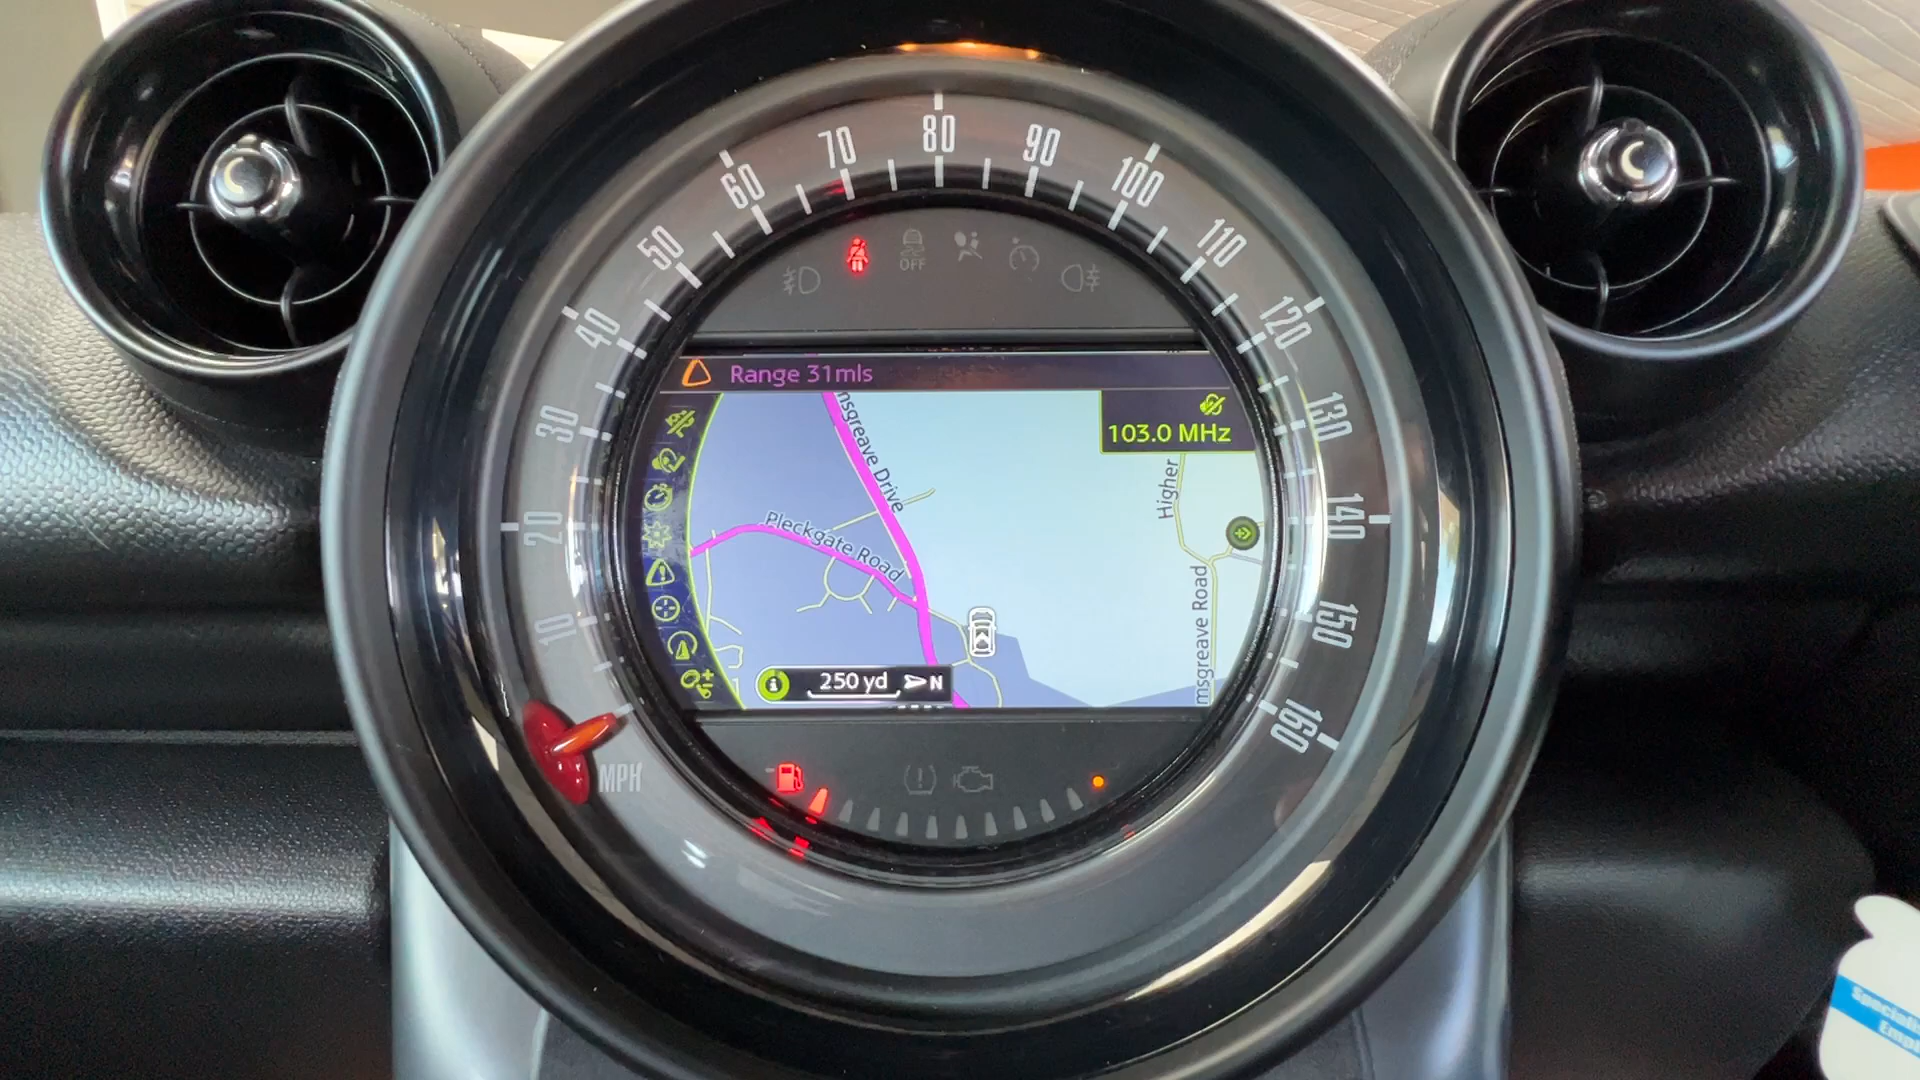 80
70
90
60
100
50
110
40
120
30
130
20
140
10
150
160
MPH
OFF
Range 31mls
103.0 MHz
msgreave Drive
Pleckgate Road
Higher
msgreave Road
250 yd
N